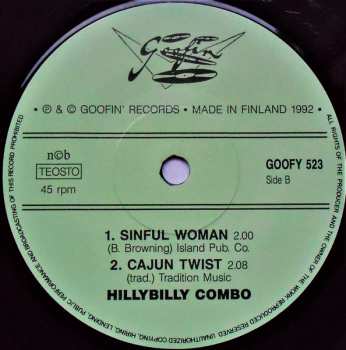 Goofin'
• ℗ & © GOOFIN' RECORDS • MADE IN FINLAND 1992 •
ALL RIGHTS OF THE PRODUCER AND THE OWNER OF THE WORK REPRODUCED RESERVED. UNAUTHORIZED COPYING, HIRING, LENDING, PUBLIC PERFORMANCE AND BROADCASTING OF THIS RECORD PROHIBITED
n©b
TEOSTO
45 rpm
GOOFY 523
Side B
1. SINFUL WOMAN 2.00
(B. Browning) Island Pub. Co.
2. CAJUN TWIST 2.08
(trad.) Tradition Music
HILLYBILLY COMBO